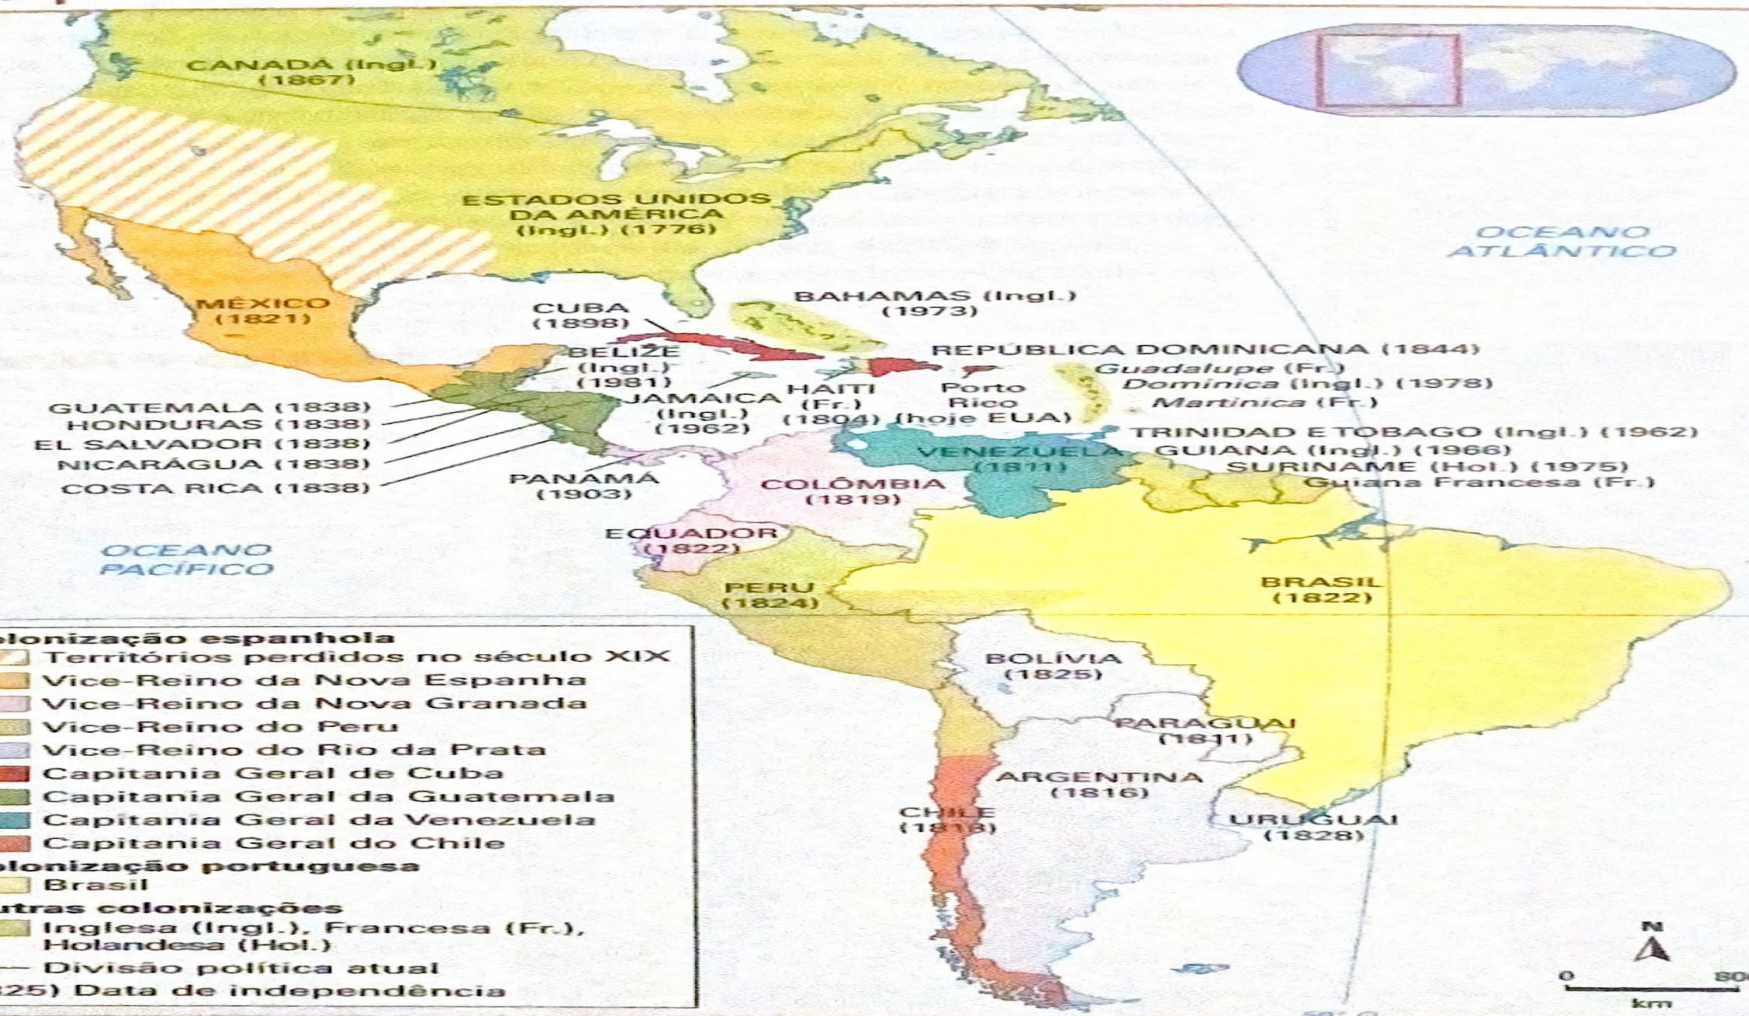 CANADÁ (Ingl.)
(1867)
ESTADOS UNIDOS
DA AMÉRICA
(Ingl.) (1776)
OCEANO
ATLÂNTICO
MÉXICO
(1821)
CUBA
(1898)
BAHAMAS (Ingl.)
(1973)
BELIZE
(Ingl.)
(1981)
REPÚBLICA DOMINICANA (1844)
Guadalupe (Fr.)
Dominica (Ingl.) (1978)
Martinica (Fr.)
JAMAICA
(Ingl.)
(1962)
HAITI
(Fr.)
(1804)
Porto
Rico
(hoje EUA)
GUATEMALA (1838)
HONDURAS (1838)
EL SALVADOR (1838)
NICARÁGUA (1838)
COSTA RICA (1838)
TRINIDAD E TOBAGO (Ingl.) (1962)
GUIANA (Ingl.) (1966)
SURINAME (Hol.) (1975)
Guiana Francesa (Fr.)
PANAMÁ
(1903)
VENEZUELA
(1811)
COLÔMBIA
(1819)
EQUADOR
(1822)
OCEANO
PACÍFICO
PERU
(1824)
BRASIL
(1822)
BOLÍVIA
(1825)
PARAGUAI
(1811)
ARGENTINA
(1816)
CHILE
(1818)
URUGUAI
(1828)
olonização espanhola
Territórios perdidos no século XIX
Vice-Reino da Nova Espanha
Vice-Reino da Nova Granada
Vice-Reino do Peru
Vice-Reino do Rio da Prata
Capitania Geral de Cuba
Capitania Geral da Guatemala
Capitania Geral da Venezuela
Capitania Geral do Chile
olonização portuguesa
Brasil
utras colonizações
Inglesa (Ingl.), Francesa (Fr.),
Holandesa (Hol.)
Divisão política atual
25) Data de independência
N
0 80
km